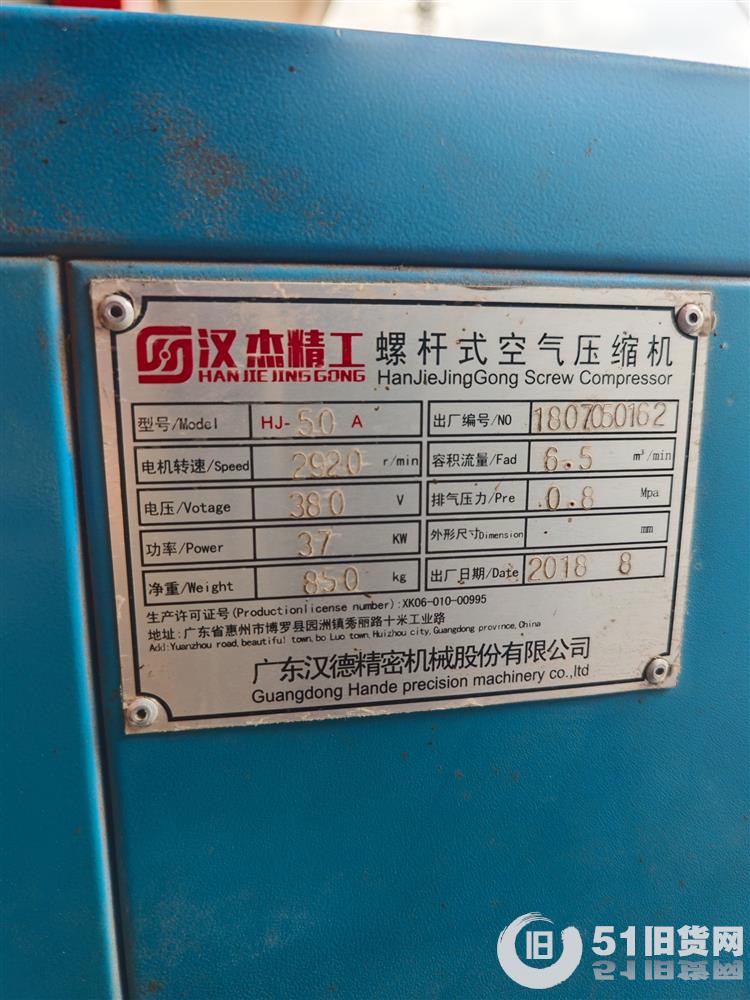 汉杰精工 螺杆式空气压缩机
HANJIEJINGGONG HanJieJingGong Screw Compressor
型号/Model HJ-50 A 出厂编号/NO 1807050162
电机转速/Speed 2920 r/min 容积流量/Fad 6.5 m³/min
电压/Votage 380 V 排气压力/Pre 0.8 Mpa
功率/Power 37 KW 外形尺寸Dimension mm
净重/Weight 850 kg 出厂日期/Date 2018 8
生产许可证号(Productionlicense number):XK06-010-00995
地址:广东省惠州市博罗县园洲镇秀丽路十米工业路
Add:Yuanzhou road,beautiful town,bo Luo town,Huizhou city,Guangdong province,China
广东汉德精密机械股份有限公司
Guangdong Hande precision machinery co.,ltd
旧 51旧货网